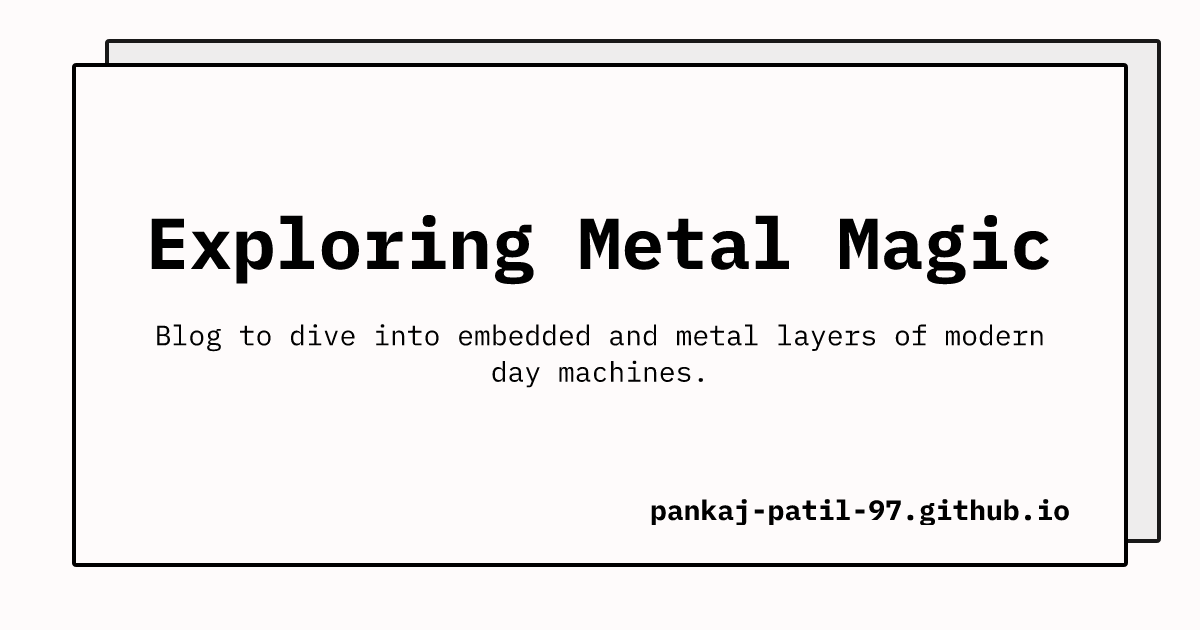 Exploring Metal Magic
Blog to dive into embedded and metal layers of modern
day machines.
pankaj-patil-97.github.io